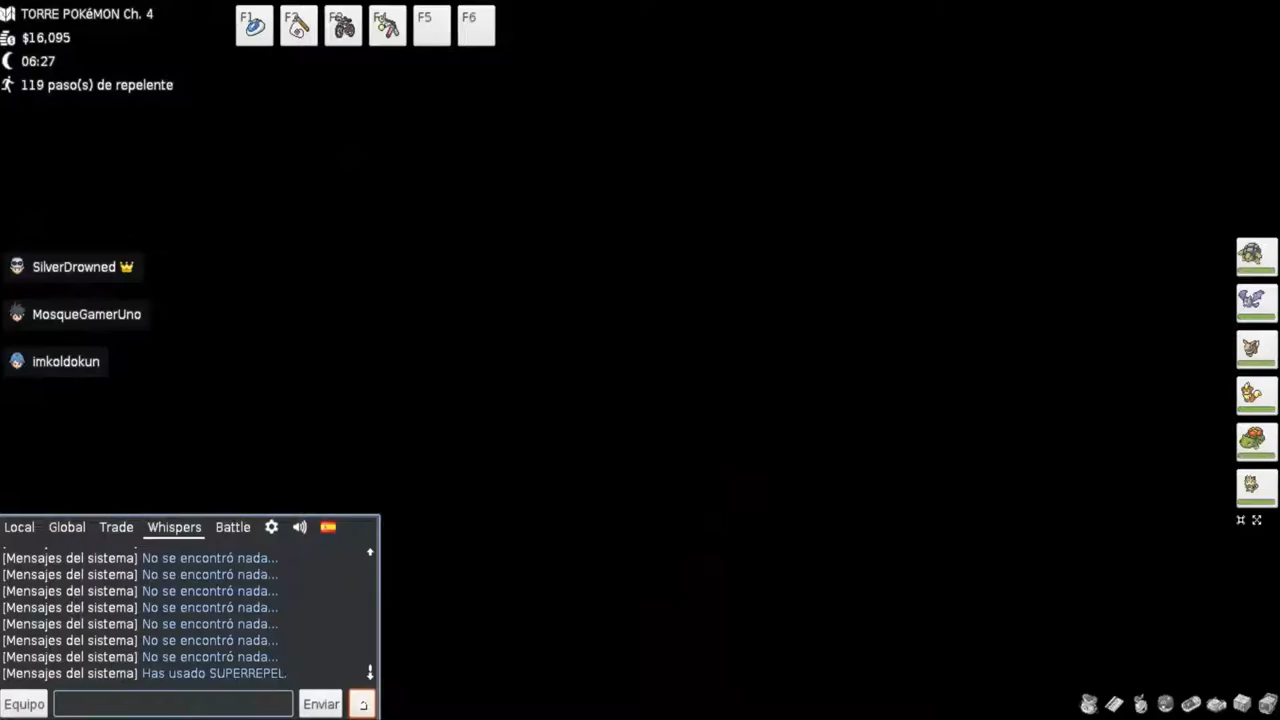 TORRE POKéMON Ch. 4
$16,095
06:27
119 paso(s) de repelente
F1 F2 F3 F4 F5 F6
SilverDrowned
MosqueGamerUno
imkoldokun
Local Global Trade Whispers Battle
[Mensajes del sistema] No se encontró nada...
[Mensajes del sistema] No se encontró nada...
[Mensajes del sistema] No se encontró nada...
[Mensajes del sistema] No se encontró nada...
[Mensajes del sistema] No se encontró nada...
[Mensajes del sistema] No se encontró nada...
[Mensajes del sistema] No se encontró nada...
[Mensajes del sistema] Has usado SUPERREPEL.
Equipo Enviar